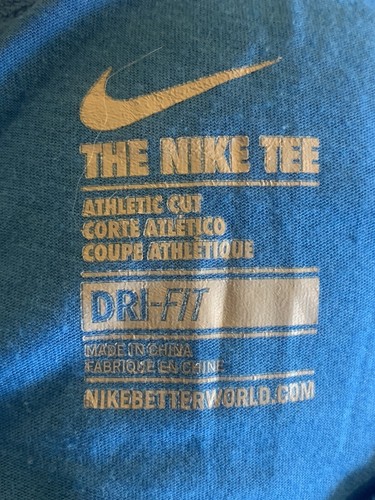 THE NIKE TEE
ATHLETIC CUT
CORTE ATLÉTICO
COUPE ATHLÉTIQUE
DRI-FIT
MADE IN CHINA
FABRIQUÉ EN CHINE
NIKEBETTERWORLD.COM